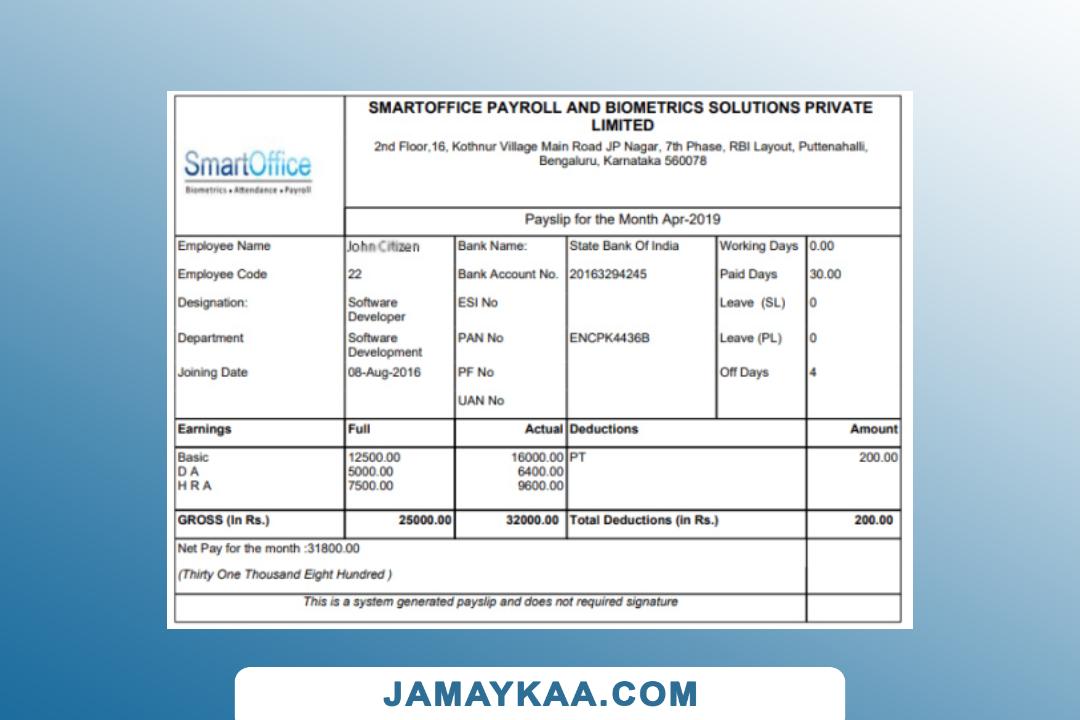 SMARTOFFICE PAYROLL AND BIOMETRICS SOLUTIONS PRIVATE
LIMITED
2nd Floor,16, Kothnur Village Main Road JP Nagar, 7th Phase, RBI Layout, Puttenahalli,
Bengaluru, Karnataka 560078
SmartOffice
Biometrics • Attendance • Payroll
Payslip for the Month Apr-2019
Employee Name John Citizen Bank Name: State Bank Of India Working Days 0.00
Employee Code 22 Bank Account No. 20163294245 Paid Days 30.00
Designation: Software ESI No Leave (SL) 0
Developer
Department Software PAN No ENCPK4436B Leave (PL) 0
Development
Joining Date 08-Aug-2016 PF No Off Days 4
UAN No
Earnings Full Actual Deductions Amount
Basic 12500.00 16000.00 PT 200.00
D A 5000.00 6400.00
H R A 7500.00 9600.00
GROSS (In Rs.) 25000.00 32000.00 Total Deductions (in Rs.) 200.00
Net Pay for the month :31800.00
(Thirty One Thousand Eight Hundred )
This is a system generated payslip and does not required signature
JAMAYKAA.COM